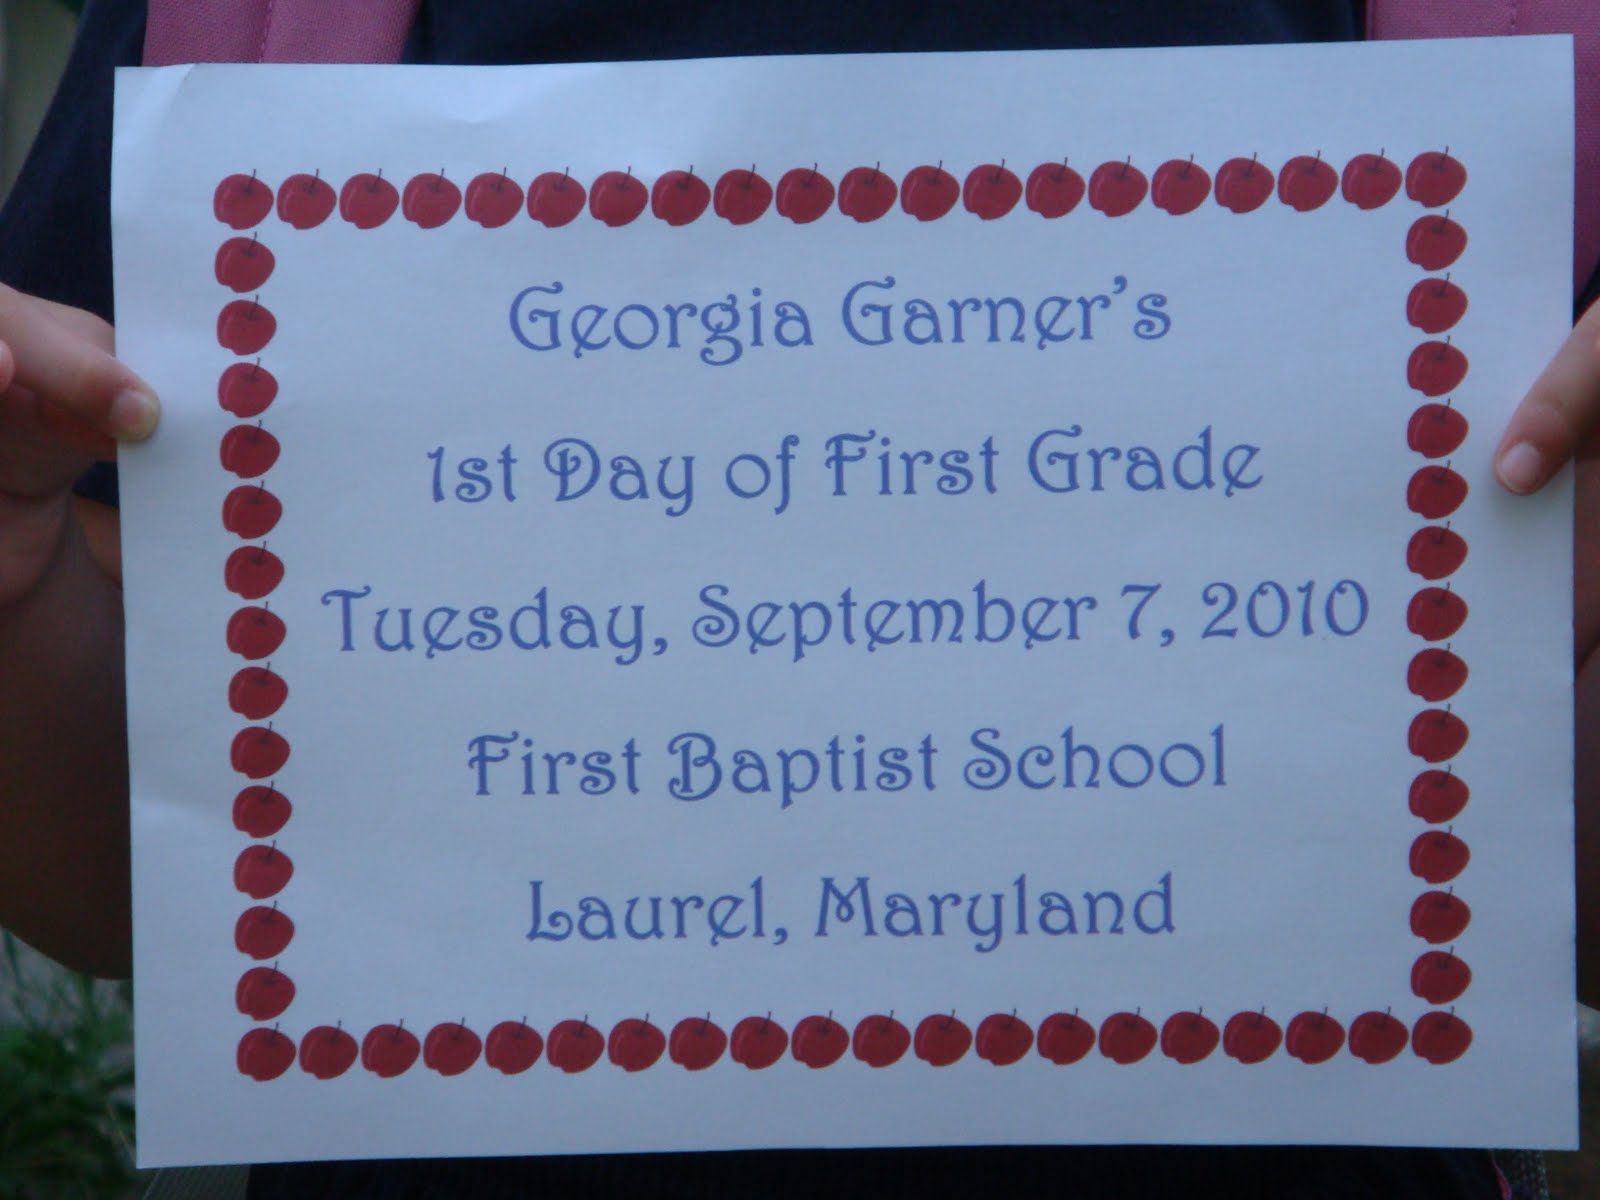 Georgia Garner's
1st Day of First Grade
Tuesday, September 7, 2010
First Baptist School
Laurel, Maryland